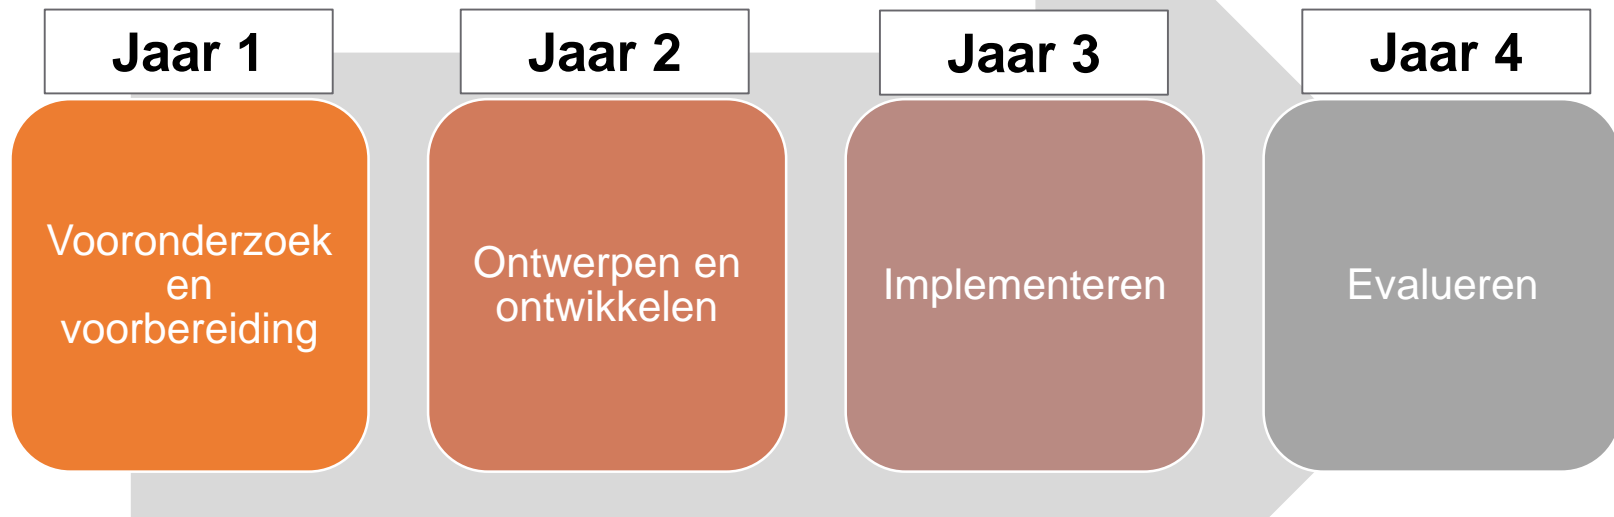 Jaar 1
Jaar 2
Jaar 3
Jaar 4
Vooronderzoek
en
voorbereiding
Ontwerpen en
ontwikkelen
Implementeren
Evalueren